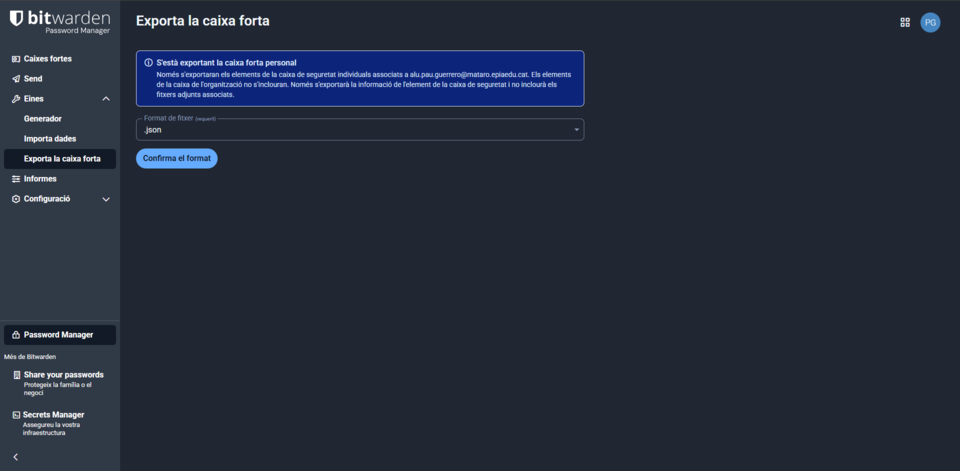 bitwarden
Password Manager
Exporta la caixa forta
PG
Caixes fortes
Send
Eines
Generador
Importa dades
Exporta la caixa forta
Informes
Configuració
S'està exportant la caixa forta personal
Només s'exportaran els elements de la caixa de seguretat individuals associats a alu.pau.guerrero@mataro.epiaedu.cat. Els elements
de la caixa de l'organització no s'inclouran. Només s'exportarà la informació de l'element de la caixa de seguretat i no inclourà els
fitxers adjunts associats.
Format de fitxer (requerit)
.json
Confirma el format
Password Manager
Més de Bitwarden
Share your passwords
Protegeix la família o el
negoci
Secrets Manager
Assegureu la vostra
infraestructura